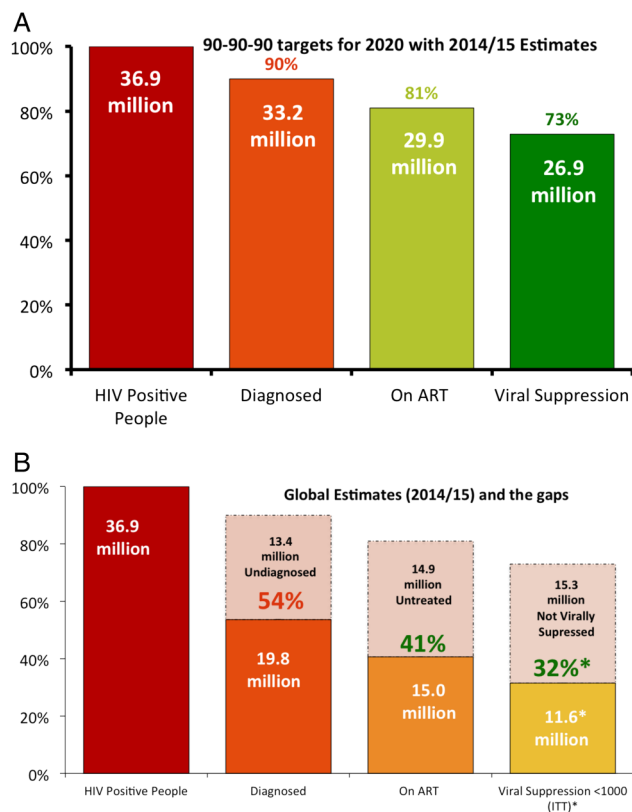 A
90-90-90 targets for 2020 with 2014/15 Estimates
100%
80%
60%
40%
20%
0%
36.9
million
90%
33.2
million
81%
29.9
million
73%
26.9
million
HIV Positive
People
Diagnosed
On ART
Viral Suppression
B
Global Estimates (2014/15) and the gaps
100%
80%
60%
40%
20%
0%
36.9
million
13.4
million
Undiagnosed
54%
19.8
million
14.9
million
Untreated
41%
15.0
million
15.3
million
Not Virally
Supressed
32%*
11.6*
million
HIV Positive People
Diagnosed
On ART
Viral Suppression <1000
(ITT)*